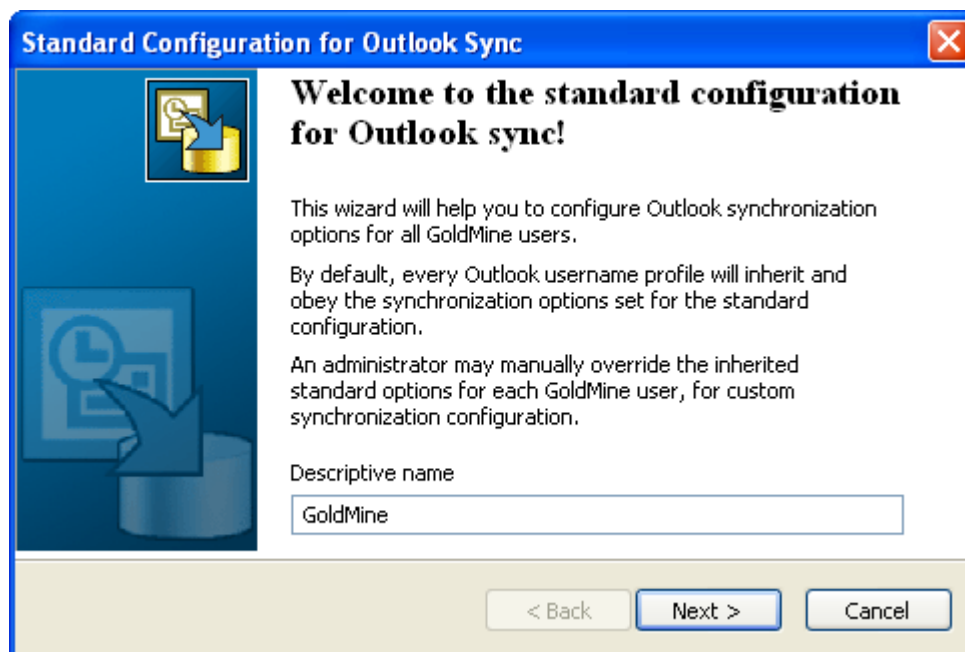 Standard Configuration for Outlook Sync
Welcome to the standard configuration
for Outlook sync!
This wizard will help you to configure Outlook synchronization
options for all GoldMine users.
By default, every Outlook username profile will inherit and
obey the synchronization options set for the standard
configuration.
An administrator may manually override the inherited
standard options for each GoldMine user, for custom
synchronization configuration.
Descriptive name
GoldMine
< Back
Next >
Cancel